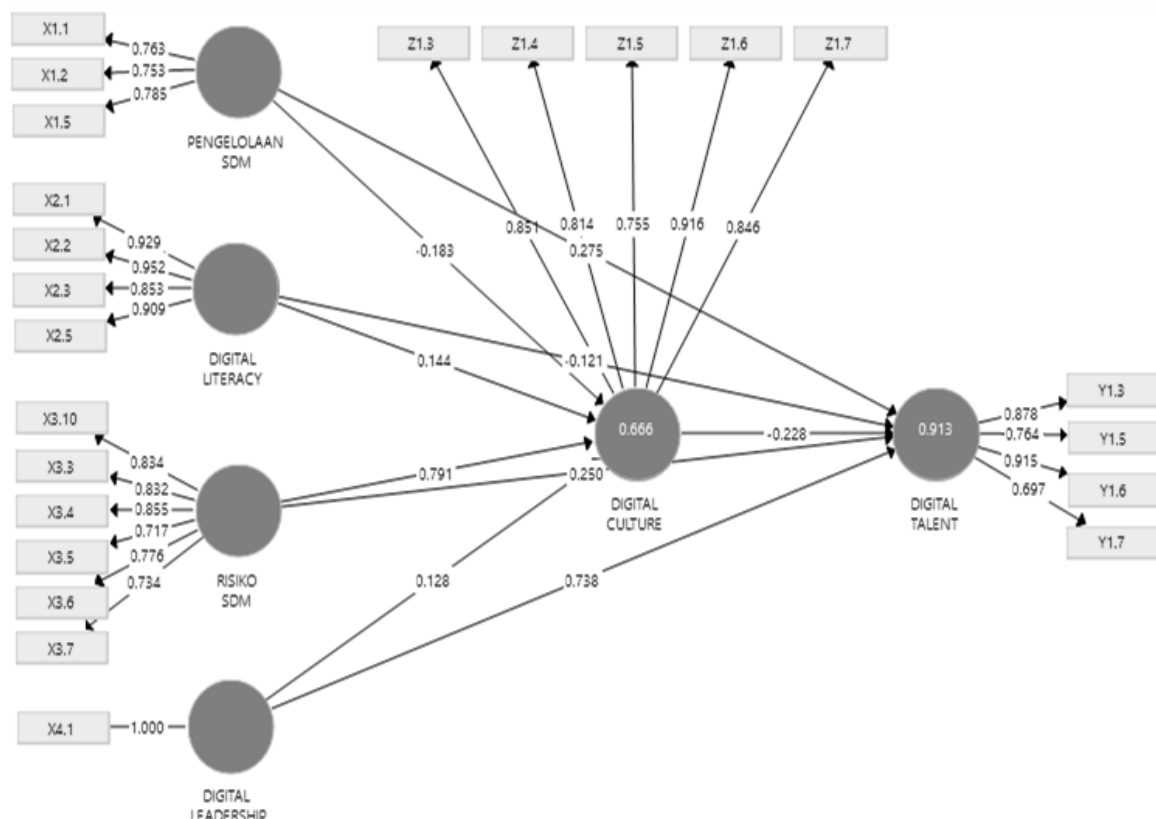 X1.1
X1.2
X1.5
0.763
0.753
0.785
PENGELOLAAN
SDM
Z1.3
Z1.4
Z1.5
Z1.6
Z1.7
0.851
0.814
0.755
0.916
0.846
-0.183
0.275
X2.1
X2.2
X2.3
X2.5
0.929
0.952
0.853
0.909
DIGITAL
LITERACY
0.144
-0.121
X3.10
X3.3
X3.4
X3.5
X3.6
X3.7
0.834
0.832
0.855
0.717
0.776
0.734
RISIKO
SDM
0.791
0.250
0.666
DIGITAL
CULTURE
-0.228
0.913
DIGITAL
TALENT
0.878
0.764
0.915
0.697
Y1.3
Y1.5
Y1.6
Y1.7
0.128
0.738
X4.1
1.000
DIGITAL
LEADERSHIP